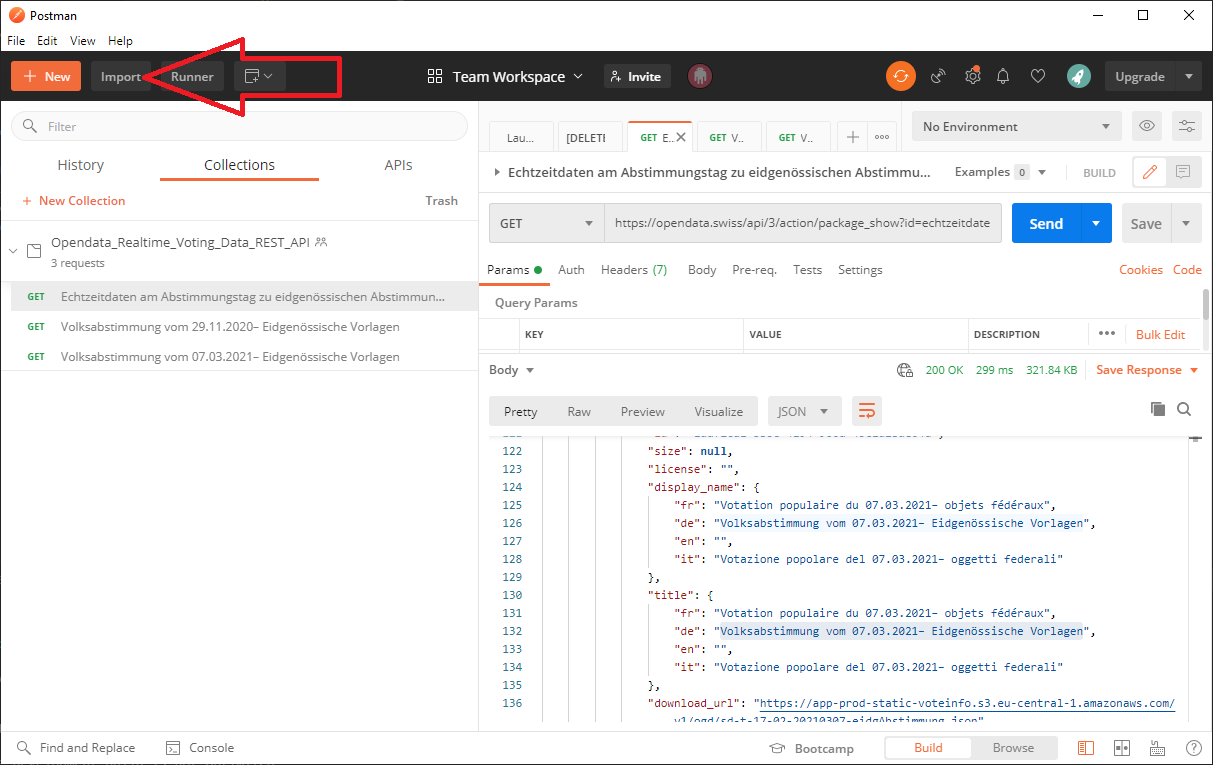 Postman
File Edit View Help
+ New Import Runner Team Workspace Invite Upgrade
Filter
History Collections APIs
+ New Collection Trash
Opendata_Realtime_Voting_Data_REST_API
3 requests
GET Echtzeitdaten am Abstimmungstag zu eidgenössischen Abstimmun...
GET Volksabstimmung vom 29.11.2020– Eidgenössische Vorlagen
GET Volksabstimmung vom 07.03.2021– Eidgenössische Vorlagen
Lau... [DELETE GET E.. GET V.. GET V.. No Environment
Echtzeitdaten am Abstimmungstag zu eidgenössischen Abstimmu... Examples 0 BUILD
GET https://opendata.swiss/api/3/action/package_show?id=echtzeitdate Send Save
Params Auth Headers (7) Body Pre-req. Tests Settings Cookies Code
Query Params
KEY VALUE DESCRIPTION ••• Bulk Edit
Body 200 OK 299 ms 321.84 KB Save Response
Pretty Raw Preview Visualize JSON
122 "size": null,
123 "license": "",
124 "display_name": {
125 "fr": "Votation populaire du 07.03.2021– objets fédéraux",
126 "de": "Volksabstimmung vom 07.03.2021– Eidgenössische Vorlagen",
127 "en": "",
128 "it": "Votazione popolare del 07.03.2021– oggetti federali"
129 },
130 "title": {
131 "fr": "Votation populaire du 07.03.2021– objets fédéraux",
132 "de": "Volksabstimmung vom 07.03.2021– Eidgenössische Vorlagen",
133 "en": "",
134 "it": "Votazione popolare del 07.03.2021– oggetti federali"
135 },
136 "download_url": "https://app-prod-static-voteinfo.s3.eu-central-1.amazonaws.com/
v1/ogd/sd-t-17-02-20210307-eidgAbstimmung.json"
Find and Replace Console Bootcamp Build Browse